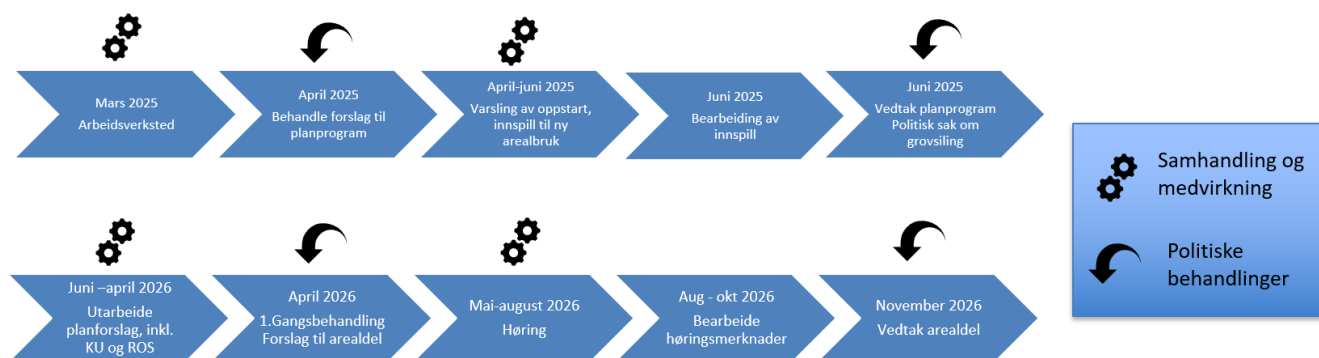 Mars 2025
Arbeidsverksted
April 2025
Behandle forslag til
planprogram
April-juni 2025
Varsling av oppstart,
innspill til ny
arealbruk
Juni 2025
Bearbeiding av
innspill
Juni 2025
Vedtak planprogram
Politisk sak om
grovsiling
Juni –april 2026
Utarbeide
planforslag, inkl.
KU og ROS
April 2026
1.Gangsbehandling
Forslag til arealdel
Mai-august 2026
Høring
Aug - okt 2026
Bearbeide
høringsmerknader
November 2026
Vedtak arealdel
Samhandling og
medvirkning
Politiske
behandlinger